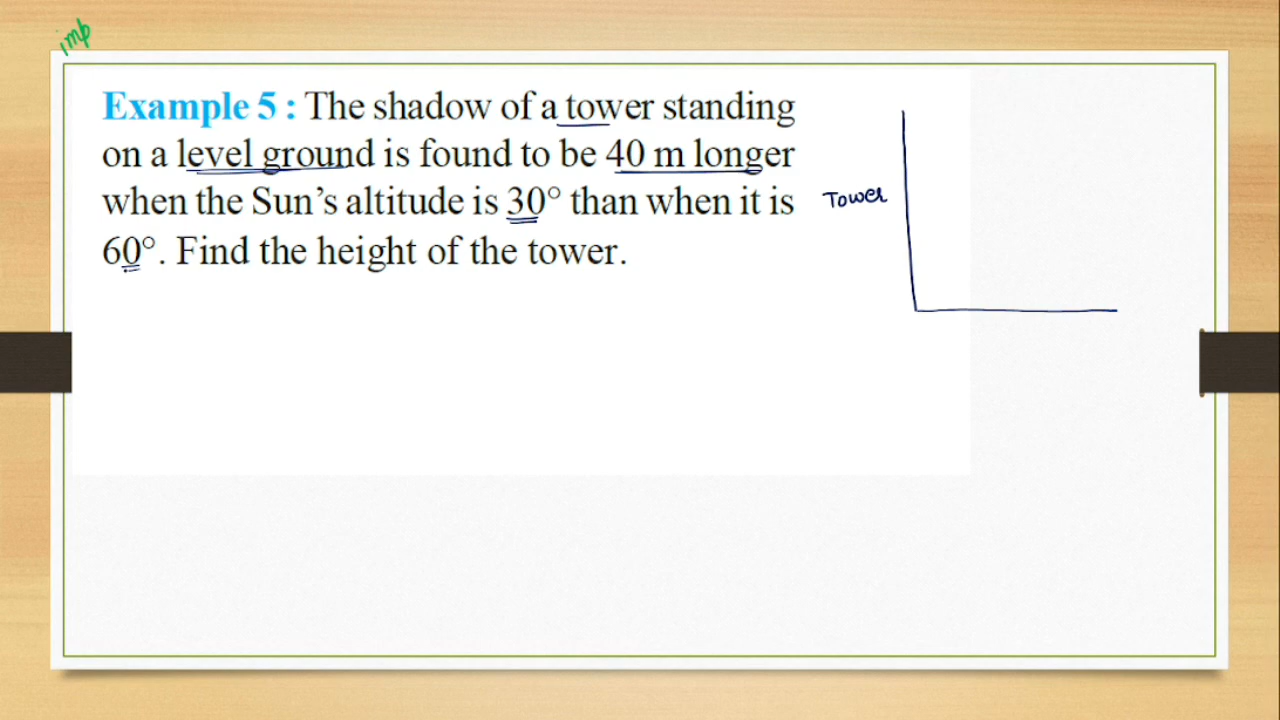 imp
Example 5 : The shadow of a tower standing
on a level ground is found to be 40 m longer
when the Sun’s altitude is 30° than when it is
60°. Find the height of the tower.
Tower